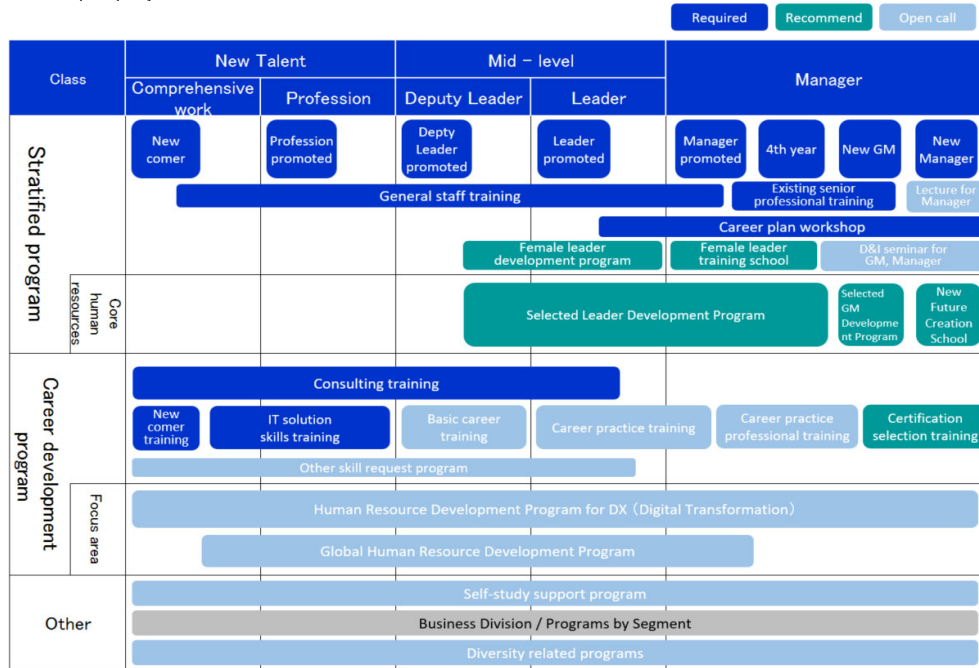 Required
Recommend
Open call
Class
New Talent
Mid - level
Manager
Comprehensive
work
Profession
Deputy Leader
Leader
Stratified program
New
comer
Profession
promoted
Depty
Leader
promoted
Leader
promoted
Manager
promoted
4th year
New GM
New
Manager
General staff training
Existing senior
professional training
Lecture for
Manager
Career plan workshop
Female leader
development program
Female leader
training school
D&I seminar for
GM, Manager
Core
human
resources
Selected Leader Development Program
Selected
GM
Developme
nt Program
New
Future
Creation
School
Career development
program
Consulting training
New
comer
training
IT solution
skills training
Basic career
training
Career practice training
Career practice
professional training
Certification
selection training
Other skill request program
Focus area
Human Resource Development Program for DX (Digital Transformation)
Global Human Resource Development Program
Other
Self-study support program
Business Division / Programs by Segment
Diversity related programs